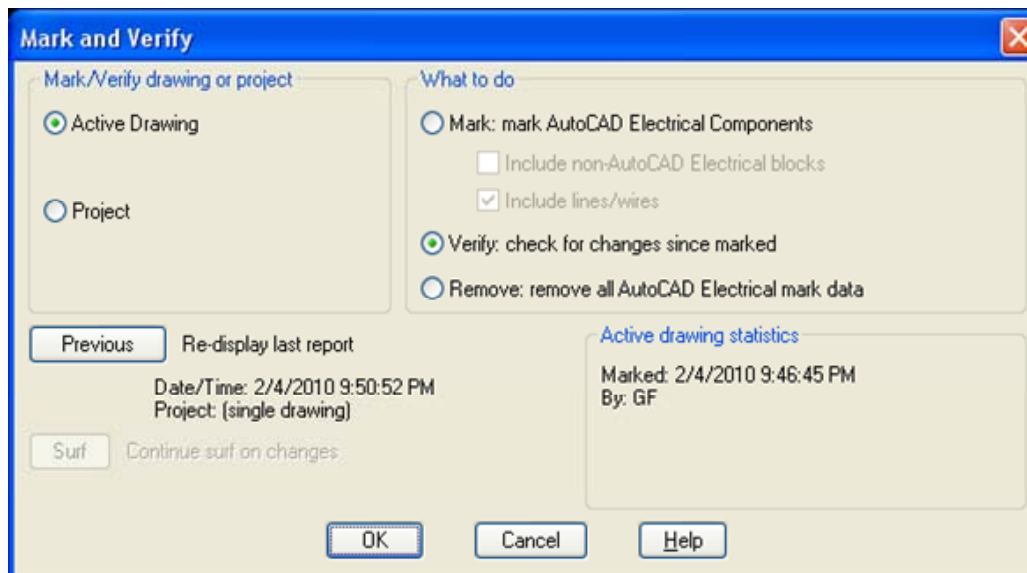 Mark and Verify
Mark/Verify drawing or project
Active Drawing
Project
What to do
Mark: mark AutoCAD Electrical Components
Include non-AutoCAD Electrical blocks
Include lines/wires
Verify: check for changes since marked
Remove: remove all AutoCAD Electrical mark data
Previous Re-display last report
Date/Time: 2/4/2010 9:50:52 PM
Project: (single drawing)
Surf Continue surf on changes
Active drawing statistics
Marked: 2/4/2010 9:46:45 PM
By: GF
OK Cancel Help